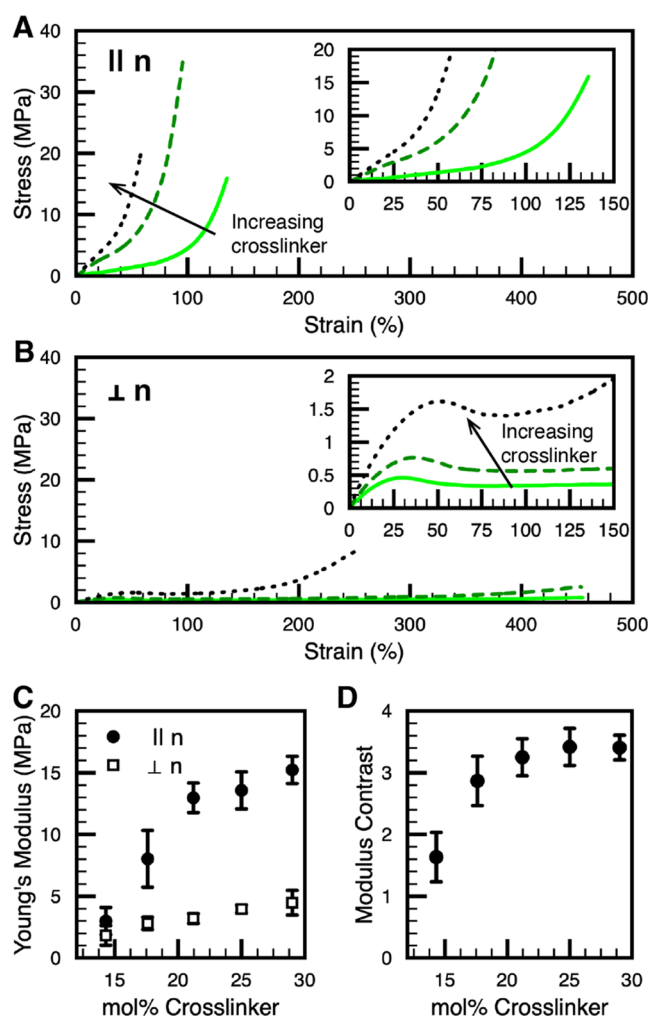 A
|| n
Stress (MPa)
40
30
20
10
0
0 100 200 300 400 500
Strain (%)
Increasing
crosslinker
20
15
10
5
0
0 25 50 75 100 125 150
B
⊥ n
Stress (MPa)
40
30
20
10
0
0 100 200 300 400 500
Strain (%)
2
1.5
1
0.5
0
0 25 50 75 100 125 150
Increasing
crosslinker
C
|| n
⊥ n
Young's Modulus (MPa)
20
15
10
5
0
15 20 25 30
mol% Crosslinker
D
Modulus Contrast
4
3
2
1
0
15 20 25 30
mol% Crosslinker